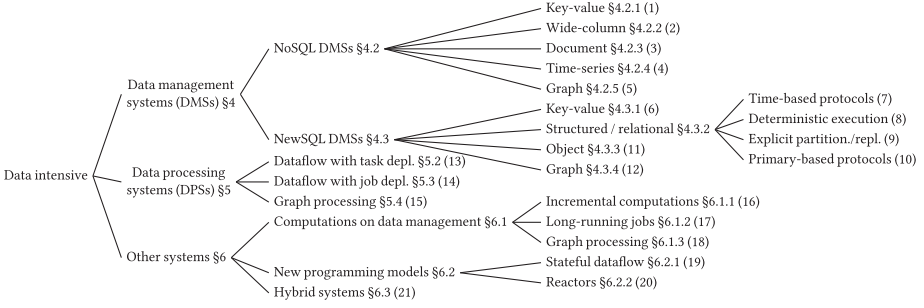 Data intensive
Data management
systems (DMSs) §4
NoSQL DMSs §4.2
Key-value §4.2.1 (1)
Wide-column §4.2.2 (2)
Document §4.2.3 (3)
Time-series §4.2.4 (4)
Graph §4.2.5 (5)
NewSQL DMSs §4.3
Key-value §4.3.1 (6)
Structured / relational §4.3.2
Time-based protocols (7)
Deterministic execution (8)
Explicit partition./repl. (9)
Primary-based protocols (10)
Object §4.3.3 (11)
Graph §4.3.4 (12)
Data processing
systems (DPSs) §5
Dataflow with task depl. §5.2 (13)
Dataflow with job depl. §5.3 (14)
Graph processing §5.4 (15)
Other systems §6
Computations on data management §6.1
Incremental computations §6.1.1 (16)
Long-running jobs §6.1.2 (17)
Graph processing §6.1.3 (18)
New programming models §6.2
Stateful dataflow §6.2.1 (19)
Reactors §6.2.2 (20)
Hybrid systems §6.3 (21)